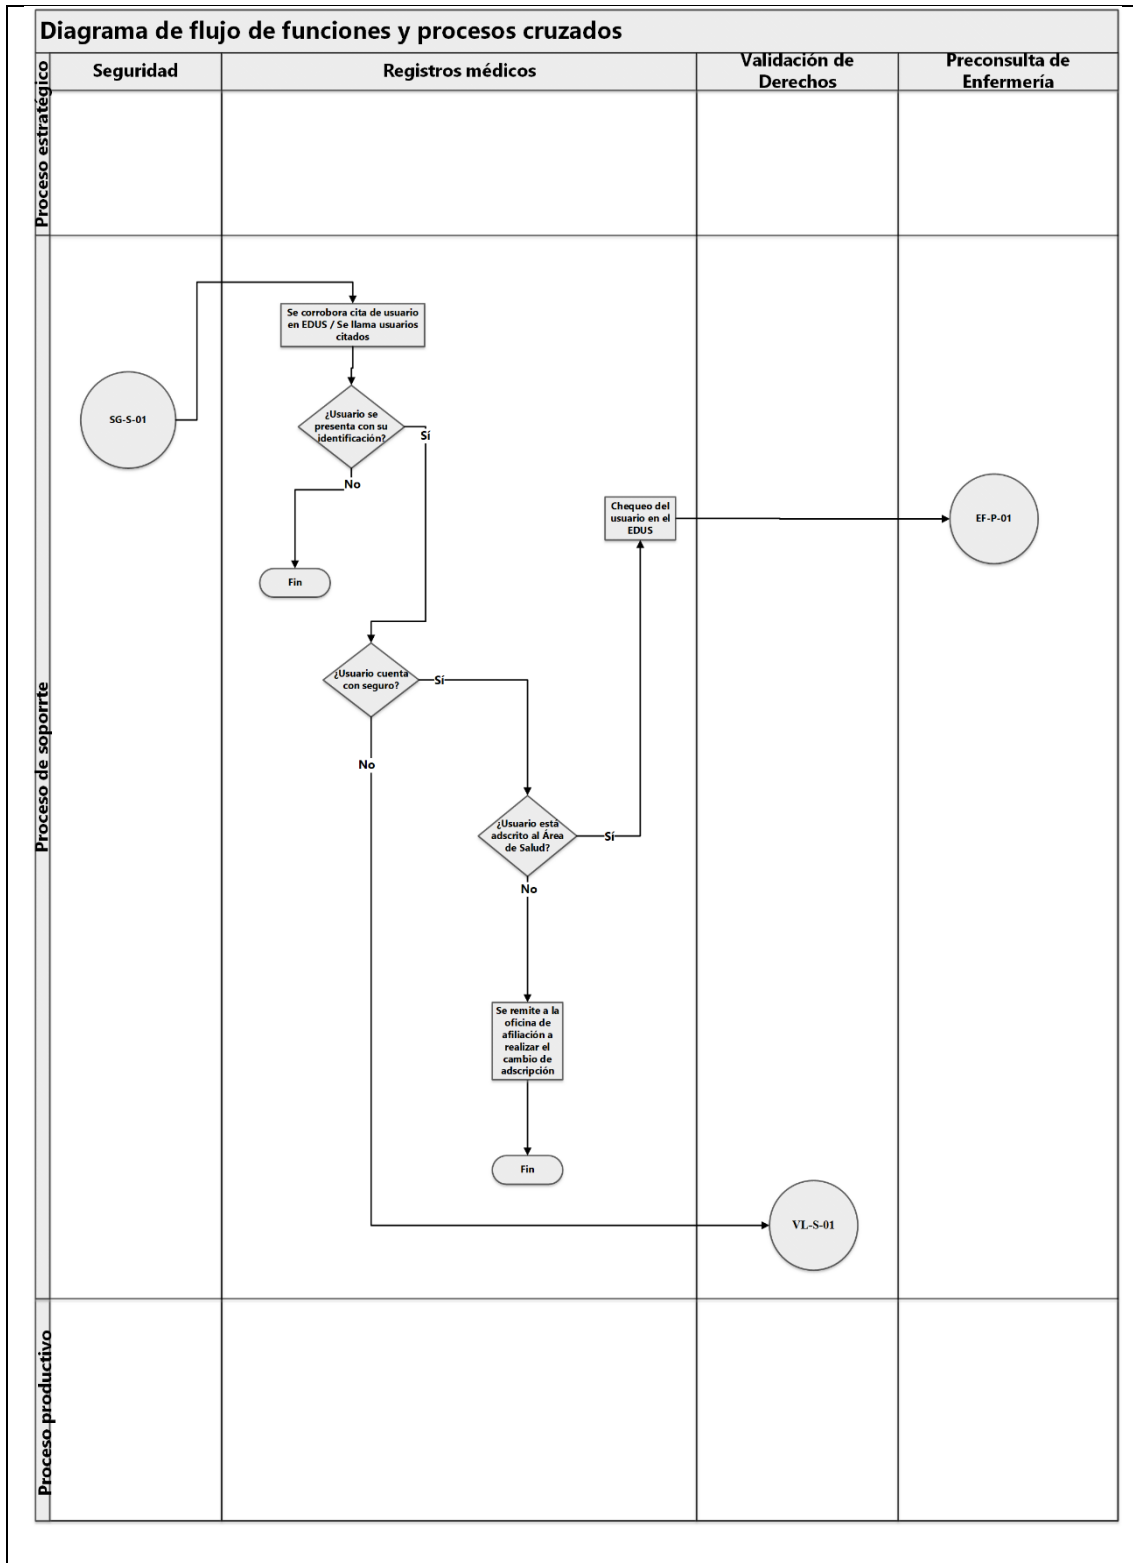 Diagrama de flujo de funciones y procesos cruzados
Seguridad
Registros médicos
Validación de
Derechos
Preconsulta de
Enfermería
Proceso estratégico
Proceso de soporrte
SG-S-01
Se corrobora cita de usuario
en EDUS / Se llama usuarios
citados
¿Usuario se
presenta con su
identificación?
Sí
No
Fin
Chequeo del
usuario en el
EDUS
EF-P-01
¿Usuario cuenta
con seguro?
Sí
No
¿Usuario está
adscrito al Área
de Salud?
Sí
No
Se remite a la
oficina de
afiliación a
realizar el
cambio de
adscripción
Fin
VL-S-01
Proceso productivo